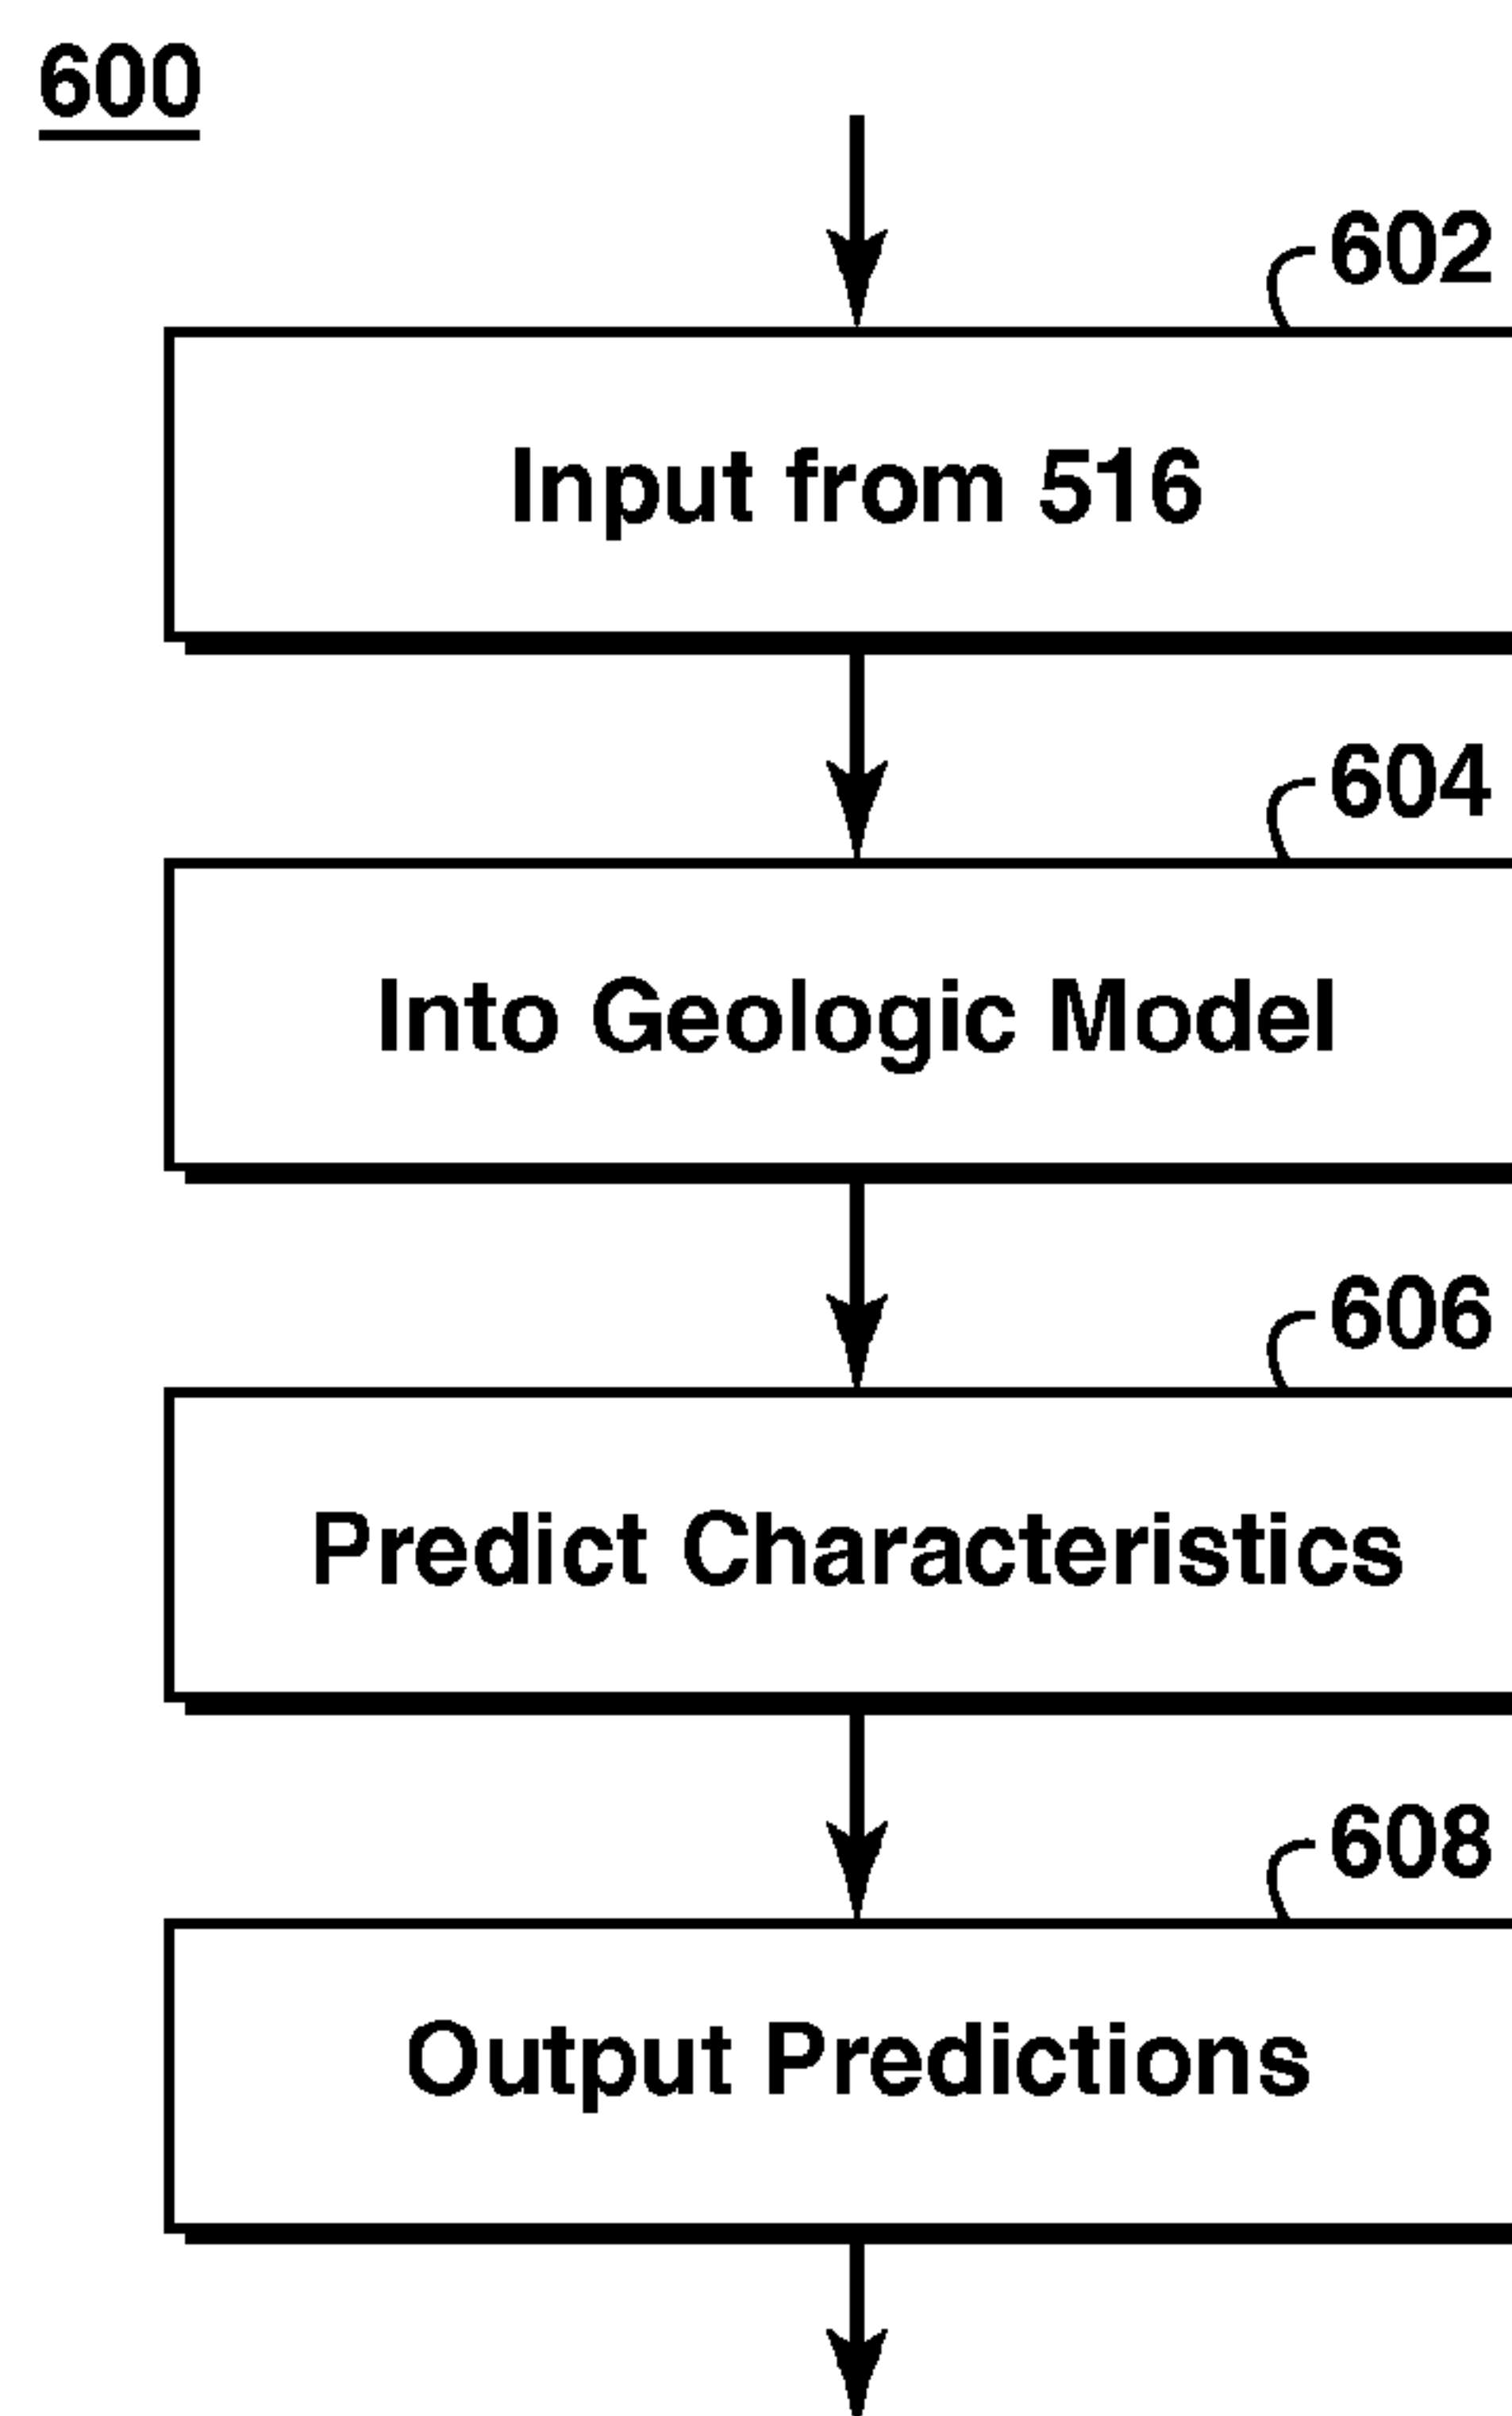 600
602
Input from 516
604
Into Geologic Model
606
Predict Characteristics
608
Output Predictions